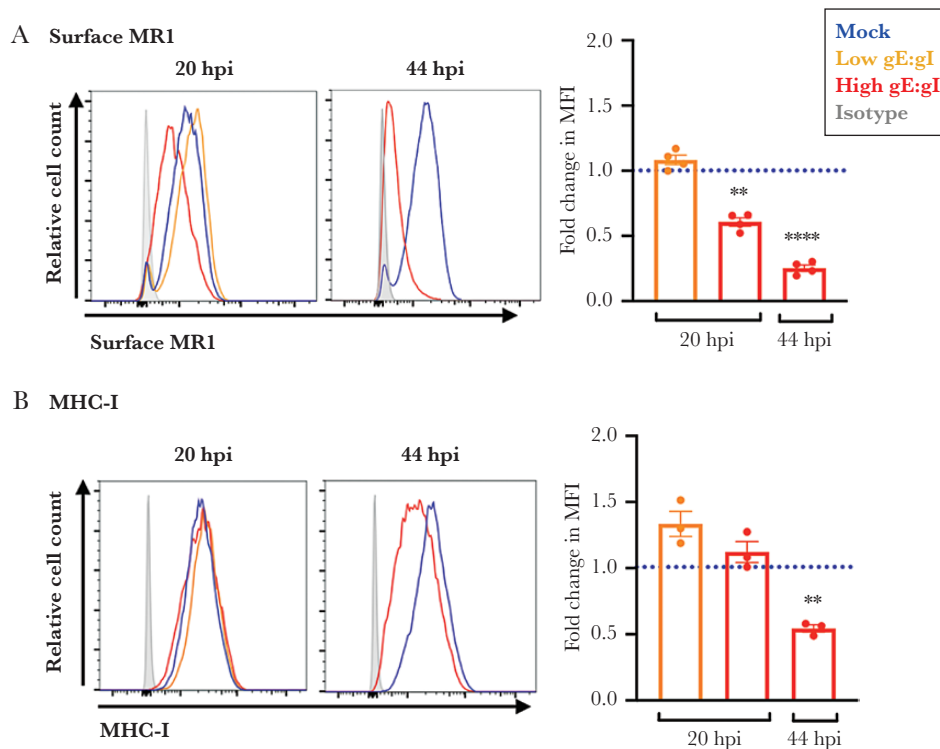 A Surface MR1
20 hpi
44 hpi
Relative cell count
Surface MR1
Fold change in MFI
2.0
1.5
1.0
0.5
0.0
**
****
20 hpi
44 hpi
Mock
Low gE:gI
High gE:gI
Isotype
B MHC-I
20 hpi
44 hpi
Relative cell count
MHC-I
Fold change in MFI
2.0
1.5
1.0
0.5
0.0
**
20 hpi
44 hpi